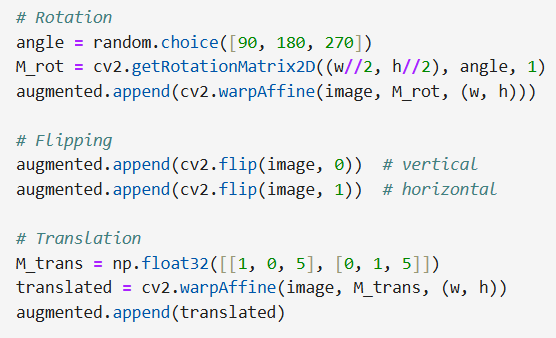 # Rotation
angle = random.choice([90, 180, 270])
M_rot = cv2.getRotationMatrix2D((w//2, h//2), angle, 1)
augmented.append(cv2.warpAffine(image, M_rot, (w, h)))
# Flipping
augmented.append(cv2.flip(image, 0))  # vertical
augmented.append(cv2.flip(image, 1))  # horizontal
# Translation
M_trans = np.float32([[1, 0, 5], [0, 1, 5]])
translated = cv2.warpAffine(image, M_trans, (w, h))
augmented.append(translated)